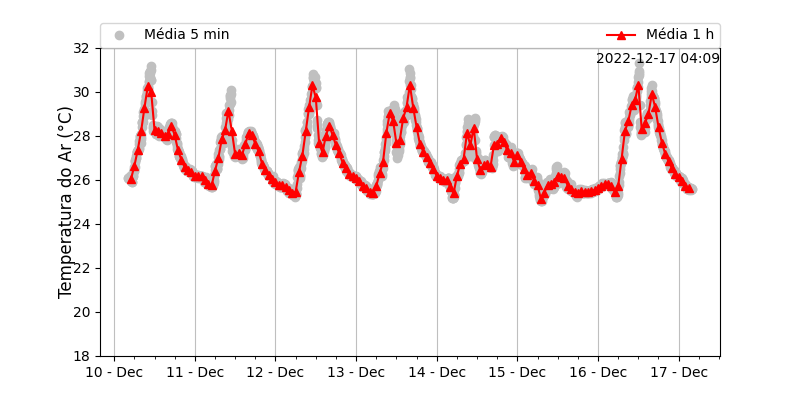 Média 5 min
Média 1 h
2022-12-17 04:09
Temperatura do Ar (°C)
32
30
28
26
24
22
20
18
10 - Dec
11 - Dec
12 - Dec
13 - Dec
14 - Dec
15 - Dec
16 - Dec
17 - Dec